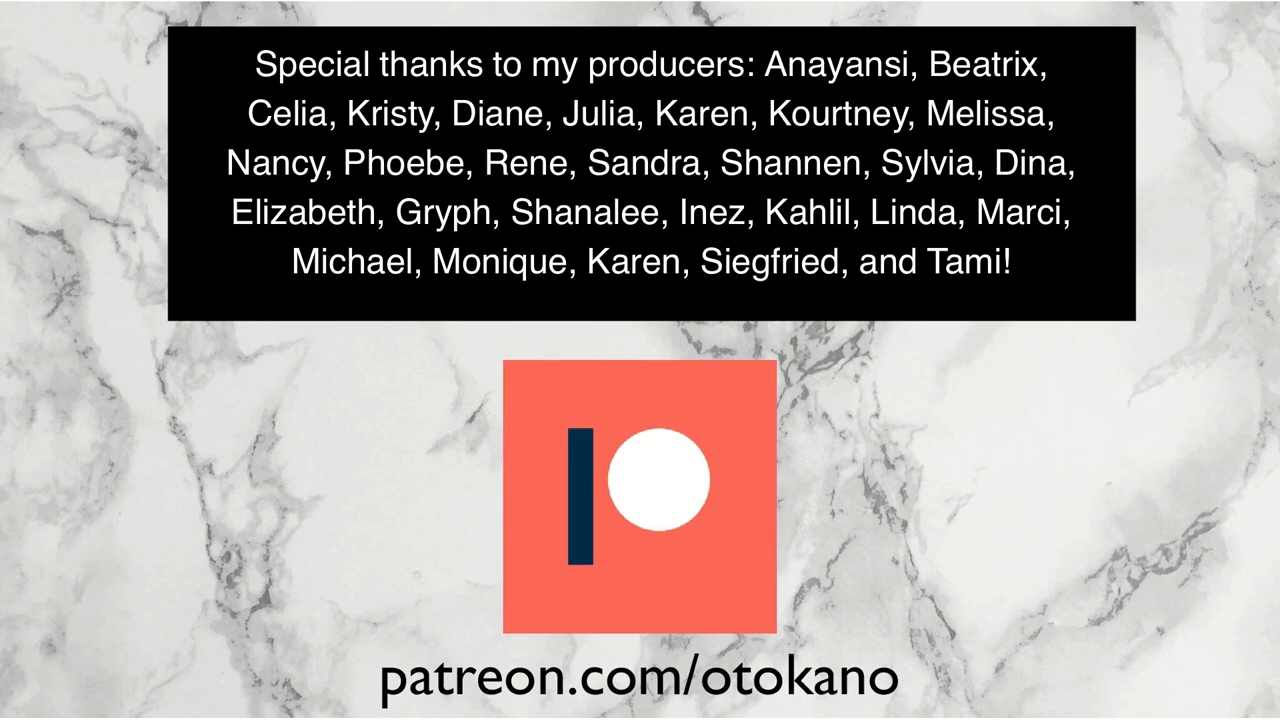 Special thanks to my producers: Anayansi, Beatrix,
Celia, Kristy, Diane, Julia, Karen, Kourtney, Melissa,
Nancy, Phoebe, Rene, Sandra, Shannen, Sylvia, Dina,
Elizabeth, Gryph, Shanalee, Inez, Kahlil, Linda, Marci,
Michael, Monique, Karen, Siegfried, and Tami!
patreon.com/otokano